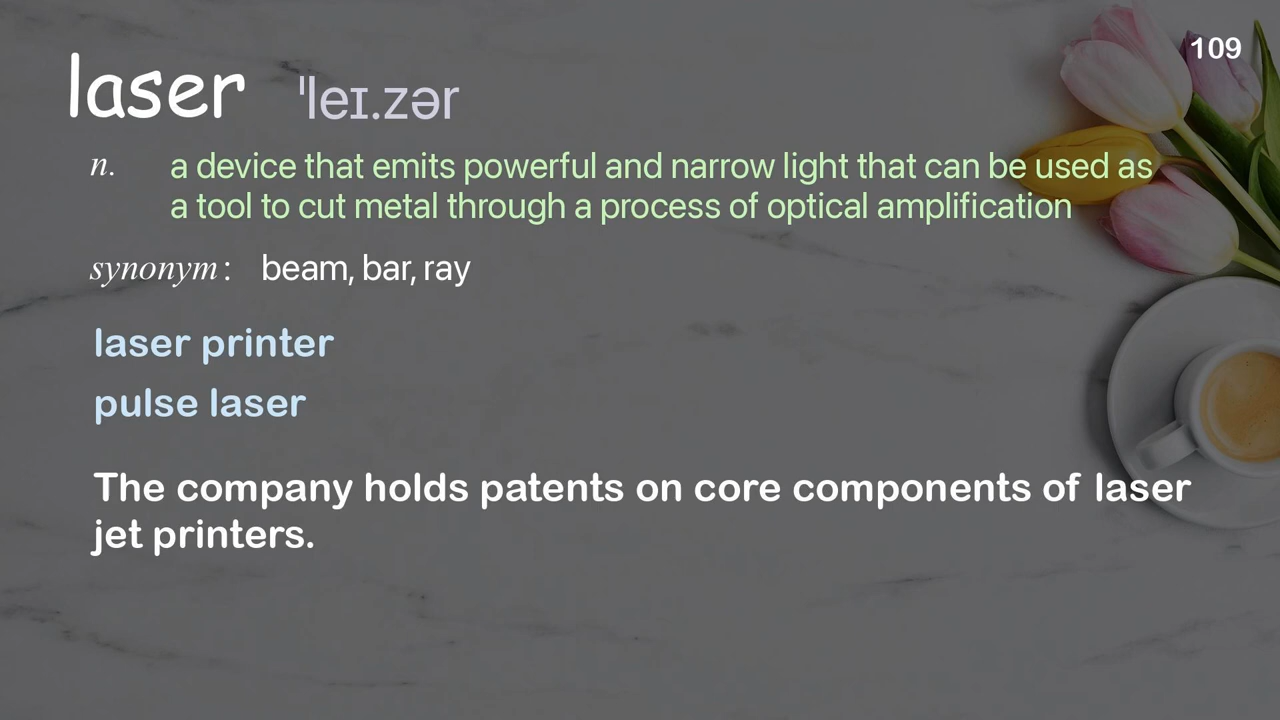 109
laser ˈleɪ.zər
n. a device that emits powerful and narrow light that can be used as
a tool to cut metal through a process of optical amplification
synonym: beam, bar, ray
laser printer
pulse laser
The company holds patents on core components of laser
jet printers.